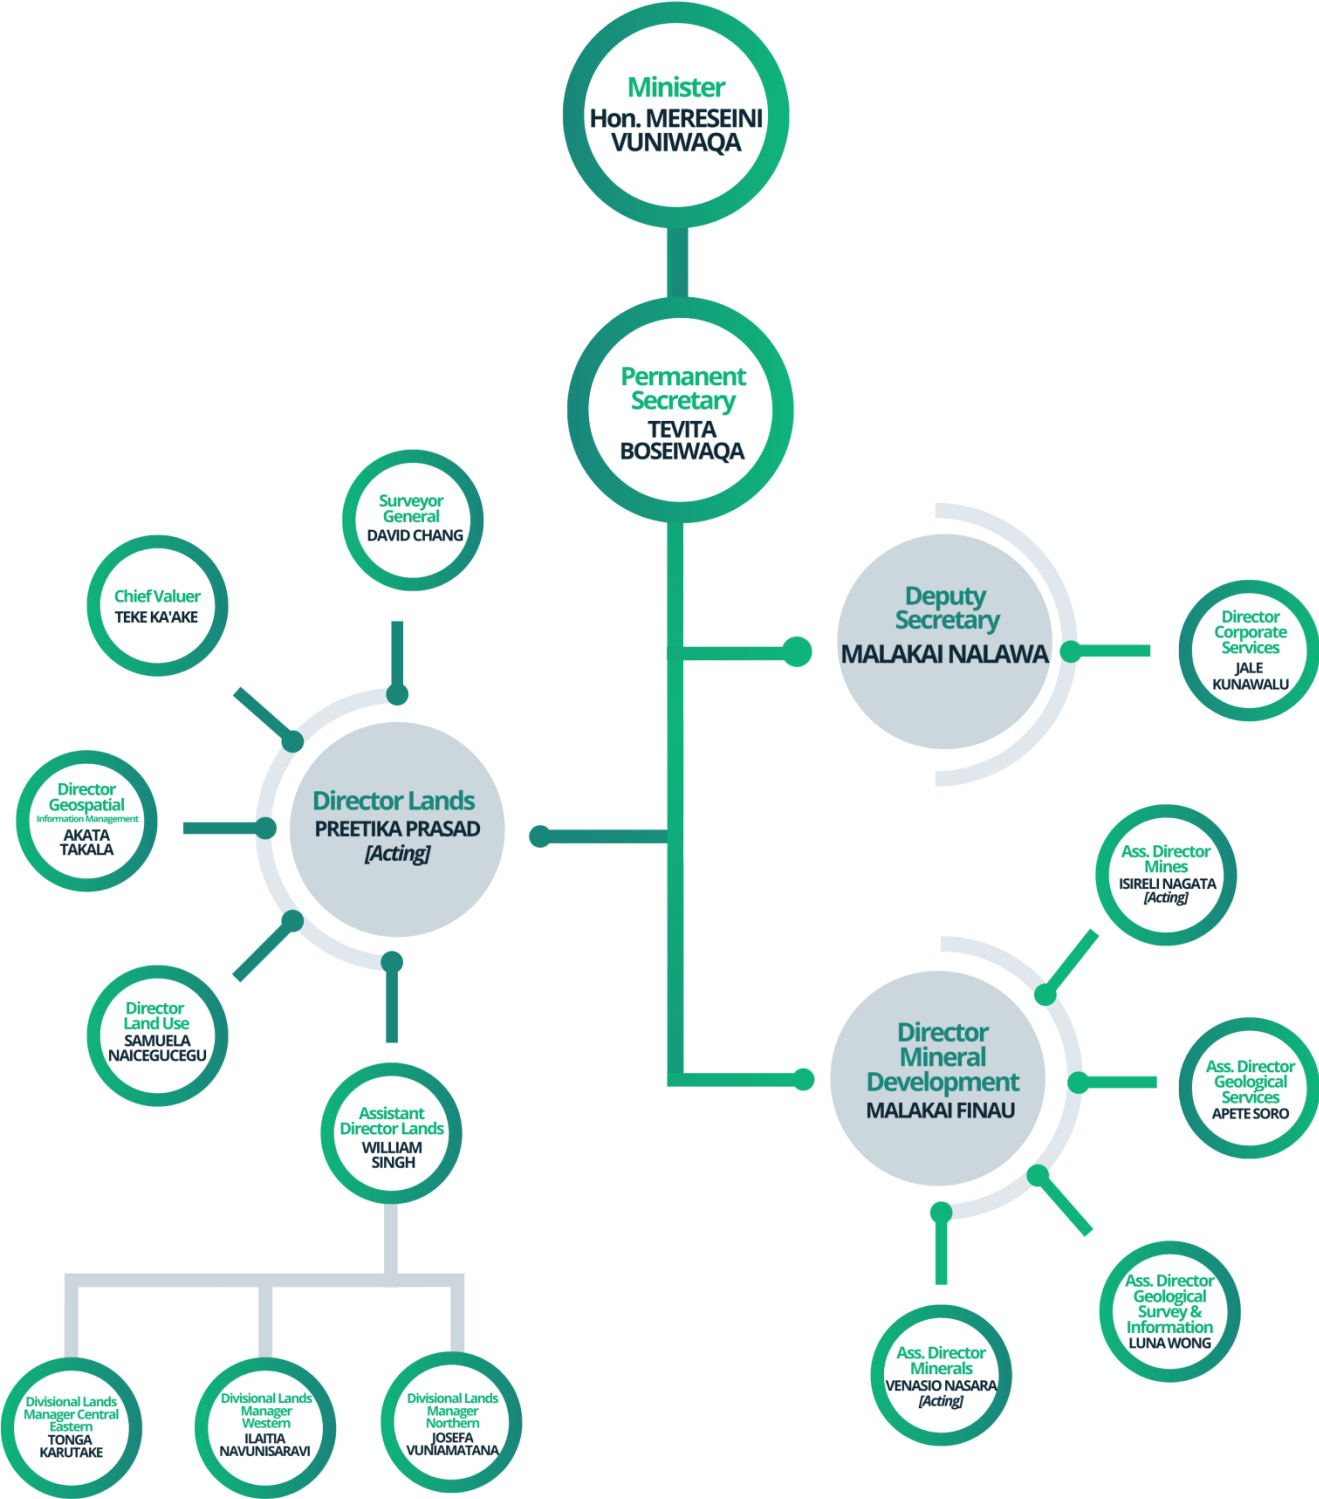 Minister
Hon. MERESEINI
VUNIWAQA
Permanent
Secretary
TEVITA
BOSEIWAQA
Surveyor
General
DAVID CHANG
Chief Valuer
TEKE KA'AKE
Director
Geospatial
Information Management
AKATA
TAKALA
Director Lands
PREETIKA PRASAD
[Acting]
Director
Land Use
SAMUELA
NAICEGUCEGU
Assistant
Director Lands
WILLIAM
SINGH
Divisional Lands
Manager Central
Eastern
TONGA
KARUTAKE
Divisional Lands
Manager
Western
ILAITIA
NAVUNISARAVI
Divisional Lands
Manager
Northern
JOSEFA
VUNIAMATANA
Deputy
Secretary
MALAKAI NALAWA
Director
Corporate
Services
JALE
KUNAWALU
Director
Mineral
Development
MALAKAI FINAU
Ass. Director
Mines
ISIRELI NAGATA
[Acting]
Ass. Director
Geological
Services
APETE SORO
Ass. Director
Geological
Survey &
Information
LUNA WONG
Ass. Director
Minerals
VENASIO NASARA
[Acting]